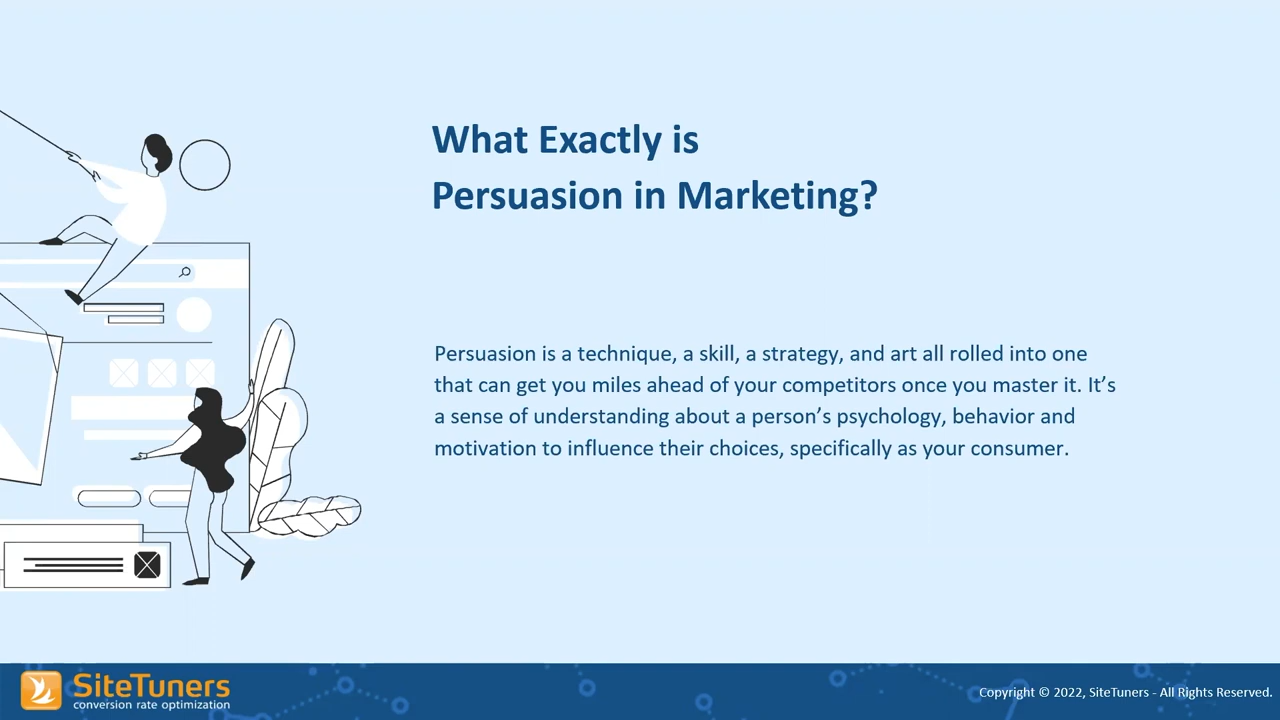 What Exactly is
Persuasion in Marketing?
Persuasion is a technique, a skill, a strategy, and art all rolled into one
that can get you miles ahead of your competitors once you master it. It’s
a sense of understanding about a person’s psychology, behavior and
motivation to influence their choices, specifically as your consumer.
SiteTuners
conversion rate optimization
Copyright © 2022, SiteTuners - All Rights Reserved.